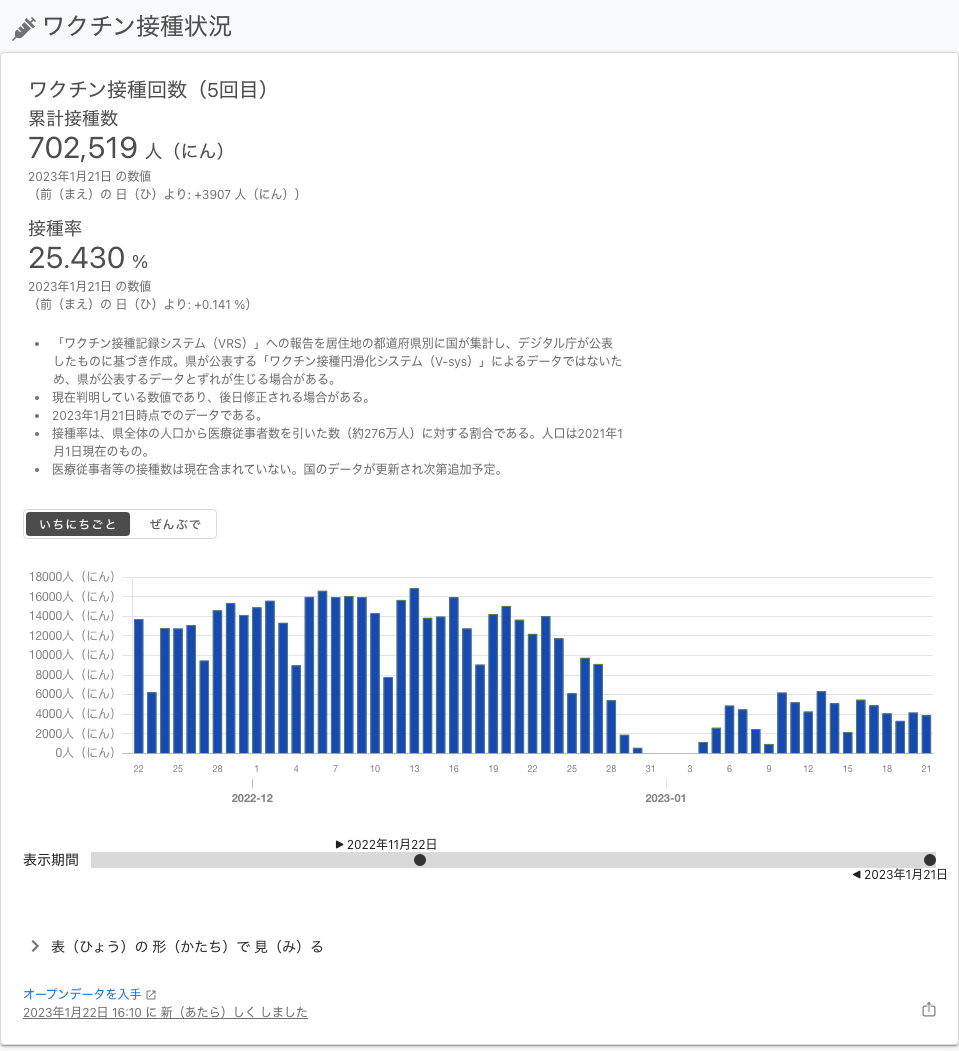 ワクチン接種状況
ワクチン接種回数（5回目）
累計接種数
702,519 人（にん）
2023年1月21日 の数値
（前（まえ）の 日（ひ）より: +3907 人（にん））
接種率
25.430 %
2023年1月21日 の数値
（前（まえ）の 日（ひ）より: +0.141 %）
• 「ワクチン接種記録システム（VRS）」への報告を居住地の都道府県別に国が集計し、デジタル庁が公表
したものに基づき作成。県が公表する「ワクチン接種円滑化システム（V-sys）」によるデータではないた
め、県が公表するデータとずれが生じる場合がある。
• 現在判明している数値であり、後日修正される場合がある。
• 2023年1月21日時点でのデータである。
• 接種率は、県全体の人口から医療従事者数を引いた数（約276万人）に対する割合である。人口は2021年1
月1日現在のもの。
• 医療従事者等の接種数は現在含まれていない。国のデータが更新され次第追加予定。
いちにちごと ぜんぶで
18000人（にん）
16000人（にん）
14000人（にん）
12000人（にん）
10000人（にん）
8000人（にん）
6000人（にん）
4000人（にん）
2000人（にん）
0人（にん）
22 25 28 1 4 7 10 13 16 19 22 25 28 31 3 6 9 12 15 18 21
2022-12 2023-01
▶ 2022年11月22日
表示期間
◀ 2023年1月21日
表（ひょう）の 形（かたち）で 見（み）る
オープンデータを入手
2023年1月22日 16:10 に 新（あたら）しく しました